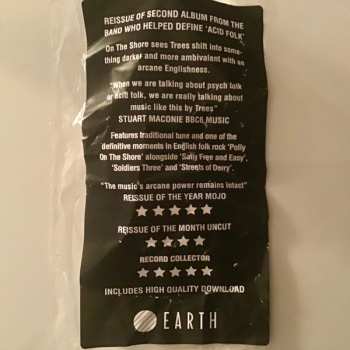 REISSUE OF SECOND ALBUM FROM THE
BAND WHO HELPED DEFINE 'ACID FOLK'
On The Shore sees Trees shift into some-
thing darker and more ambivalent with an
arcane Englishness.
"When we are talking about psych folk
or acid folk, we are really talking about
music like this by Trees"
STUART MACONIE BBC6 MUSIC
Features traditional tune and one of the
definitive moments in English folk rock 'Polly
On The Shore' alongside 'Sally Free and Easy',
'Soldiers Three' and 'Streets of Derry'.
"The music's arcane power remains intact"
REISSUE OF THE YEAR MOJO
REISSUE OF THE MONTH UNCUT
RECORD COLLECTOR
INCLUDES HIGH QUALITY DOWNLOAD
EARTH